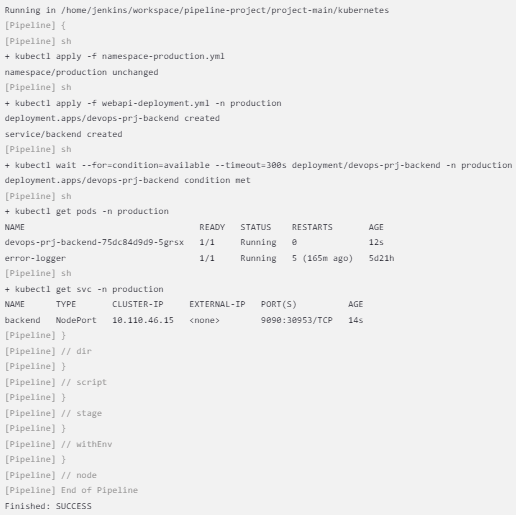 Running in /home/jenkins/workspace/pipeline-project/project-main/kubernetes
[Pipeline] {
[Pipeline] sh
+ kubectl apply -f namespace-production.yml
namespace/production unchanged
[Pipeline] sh
+ kubectl apply -f webapi-deployment.yml -n production
deployment.apps/devops-prj-backend created
service/backend created
[Pipeline] sh
+ kubectl wait --for=condition=available --timeout=300s deployment/devops-prj-backend -n production
deployment.apps/devops-prj-backend condition met
[Pipeline] sh
+ kubectl get pods -n production
NAME READY STATUS RESTARTS AGE
devops-prj-backend-75dc84d9d9-5grsx 1/1 Running 0 12s
error-logger 1/1 Running 5 (165m ago) 5d21h
[Pipeline] sh
+ kubectl get svc -n production
NAME TYPE CLUSTER-IP EXTERNAL-IP PORT(S) AGE
backend NodePort 10.110.46.15 <none> 9090:30953/TCP 14s
[Pipeline] }
[Pipeline] // dir
[Pipeline] }
[Pipeline] // script
[Pipeline] }
[Pipeline] // stage
[Pipeline] }
[Pipeline] // withEnv
[Pipeline] }
[Pipeline] // node
[Pipeline] End of Pipeline
Finished: SUCCESS